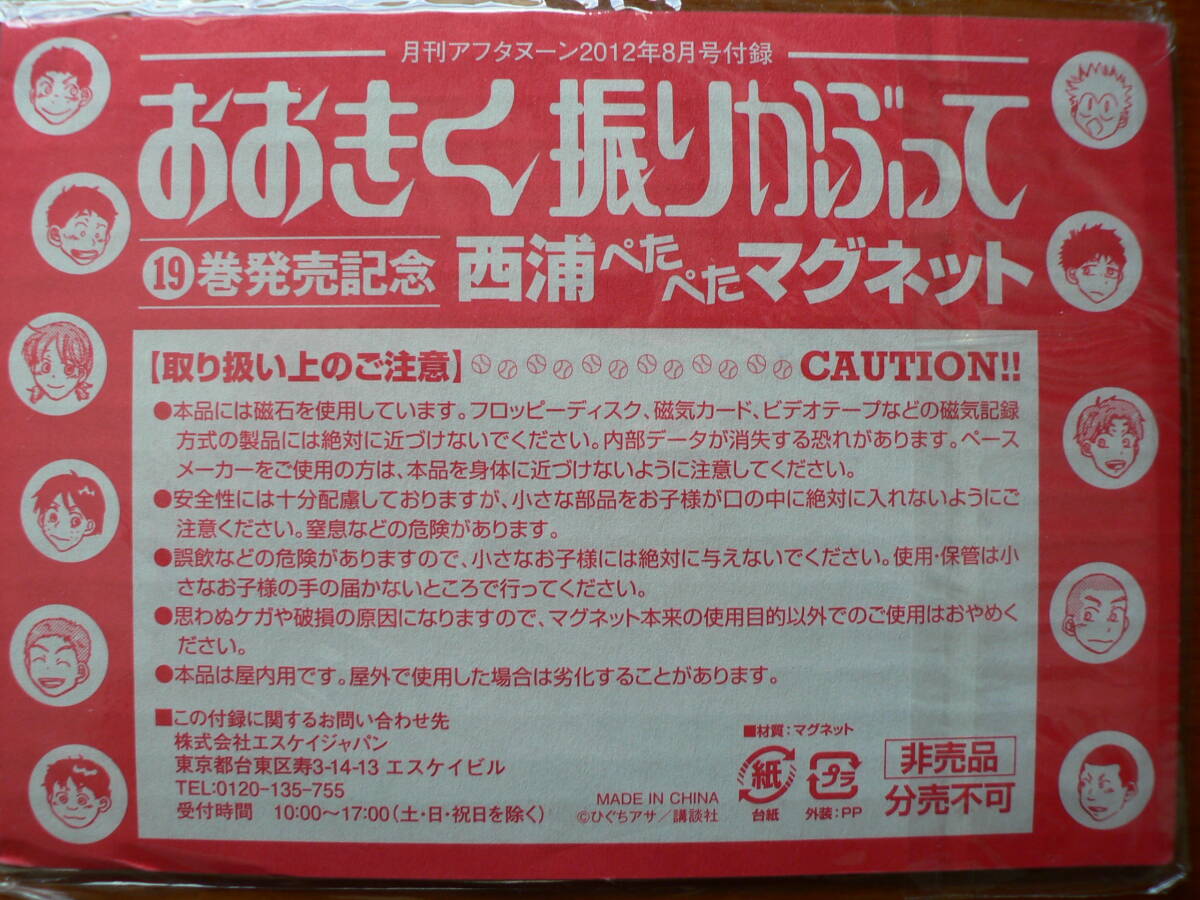 月刊アフタヌーン2012年8月号付録
おおきく振りかぶって
⑲巻発売記念 西浦ぺたぺたマグネット
【取り扱い上のご注意】 CAUTION!!
●本品には磁石を使用しています。フロッピーディスク、磁気カード、ビデオテープなどの磁気記録
方式の製品には絶対に近づけないでください。内部データが消失する恐れがあります。ペース
メーカーをご使用の方は、本品を身体に近づけないように注意してください。
●安全性には十分配慮しておりますが、小さな部品をお子様が口の中に絶対に入れないようにご
注意ください。窒息などの危険があります。
●誤飲などの危険がありますので、小さなお子様には絶対に与えないでください。使用・保管は小
さなお子様の手の届かないところで行ってください。
●思わぬケガや破損の原因になりますので、マグネット本来の使用目的以外でのご使用はおやめく
ださい。
●本品は屋内用です。屋外で使用した場合は劣化することがあります。
■この付録に関するお問い合わせ先
株式会社エスケイジャパン
東京都台東区寿3-14-13 エスケイビル
TEL:0120-135-755
受付時間 10:00〜17:00(土・日・祝日を除く)
MADE IN CHINA
©ひぐちアサ/講談社
■材質:マグネット
紙
台紙
プラ
外装:PP
非売品
分売不可